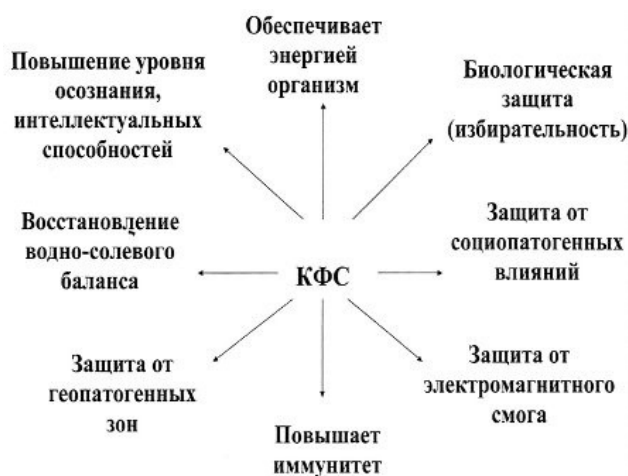 Обеспечивает
энергией
организм
Повышение уровня
осознания,
интеллектуальных
способностей
Биологическая
защита
(избирательность)
Восстановление
водно-солевого
баланса
КФС
Защита от
социопатогенных
влияний
Защита от
геопатогенных
зон
Повышает
иммунитет
Защита от
электромагнитного
смога